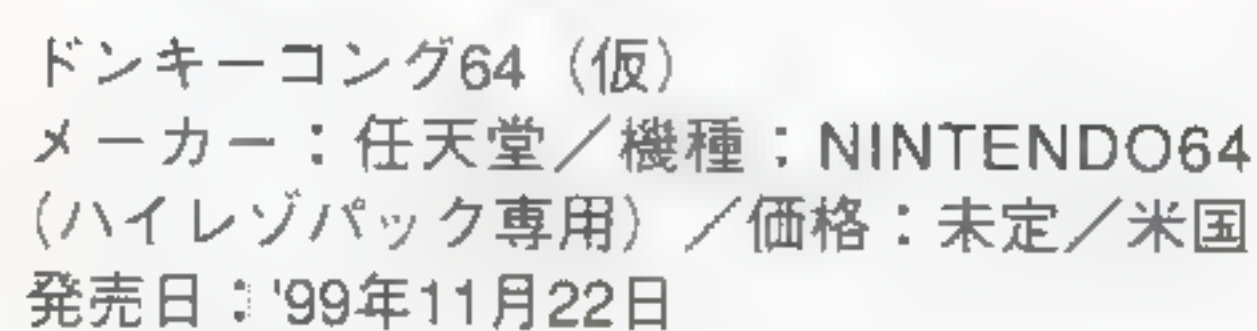 ドンキーコング64（仮）
メーカー：任天堂／機種：NINTENDO64
（ハイレゾパック専用）／価格：未定／米国
発売日：'99年11月22日